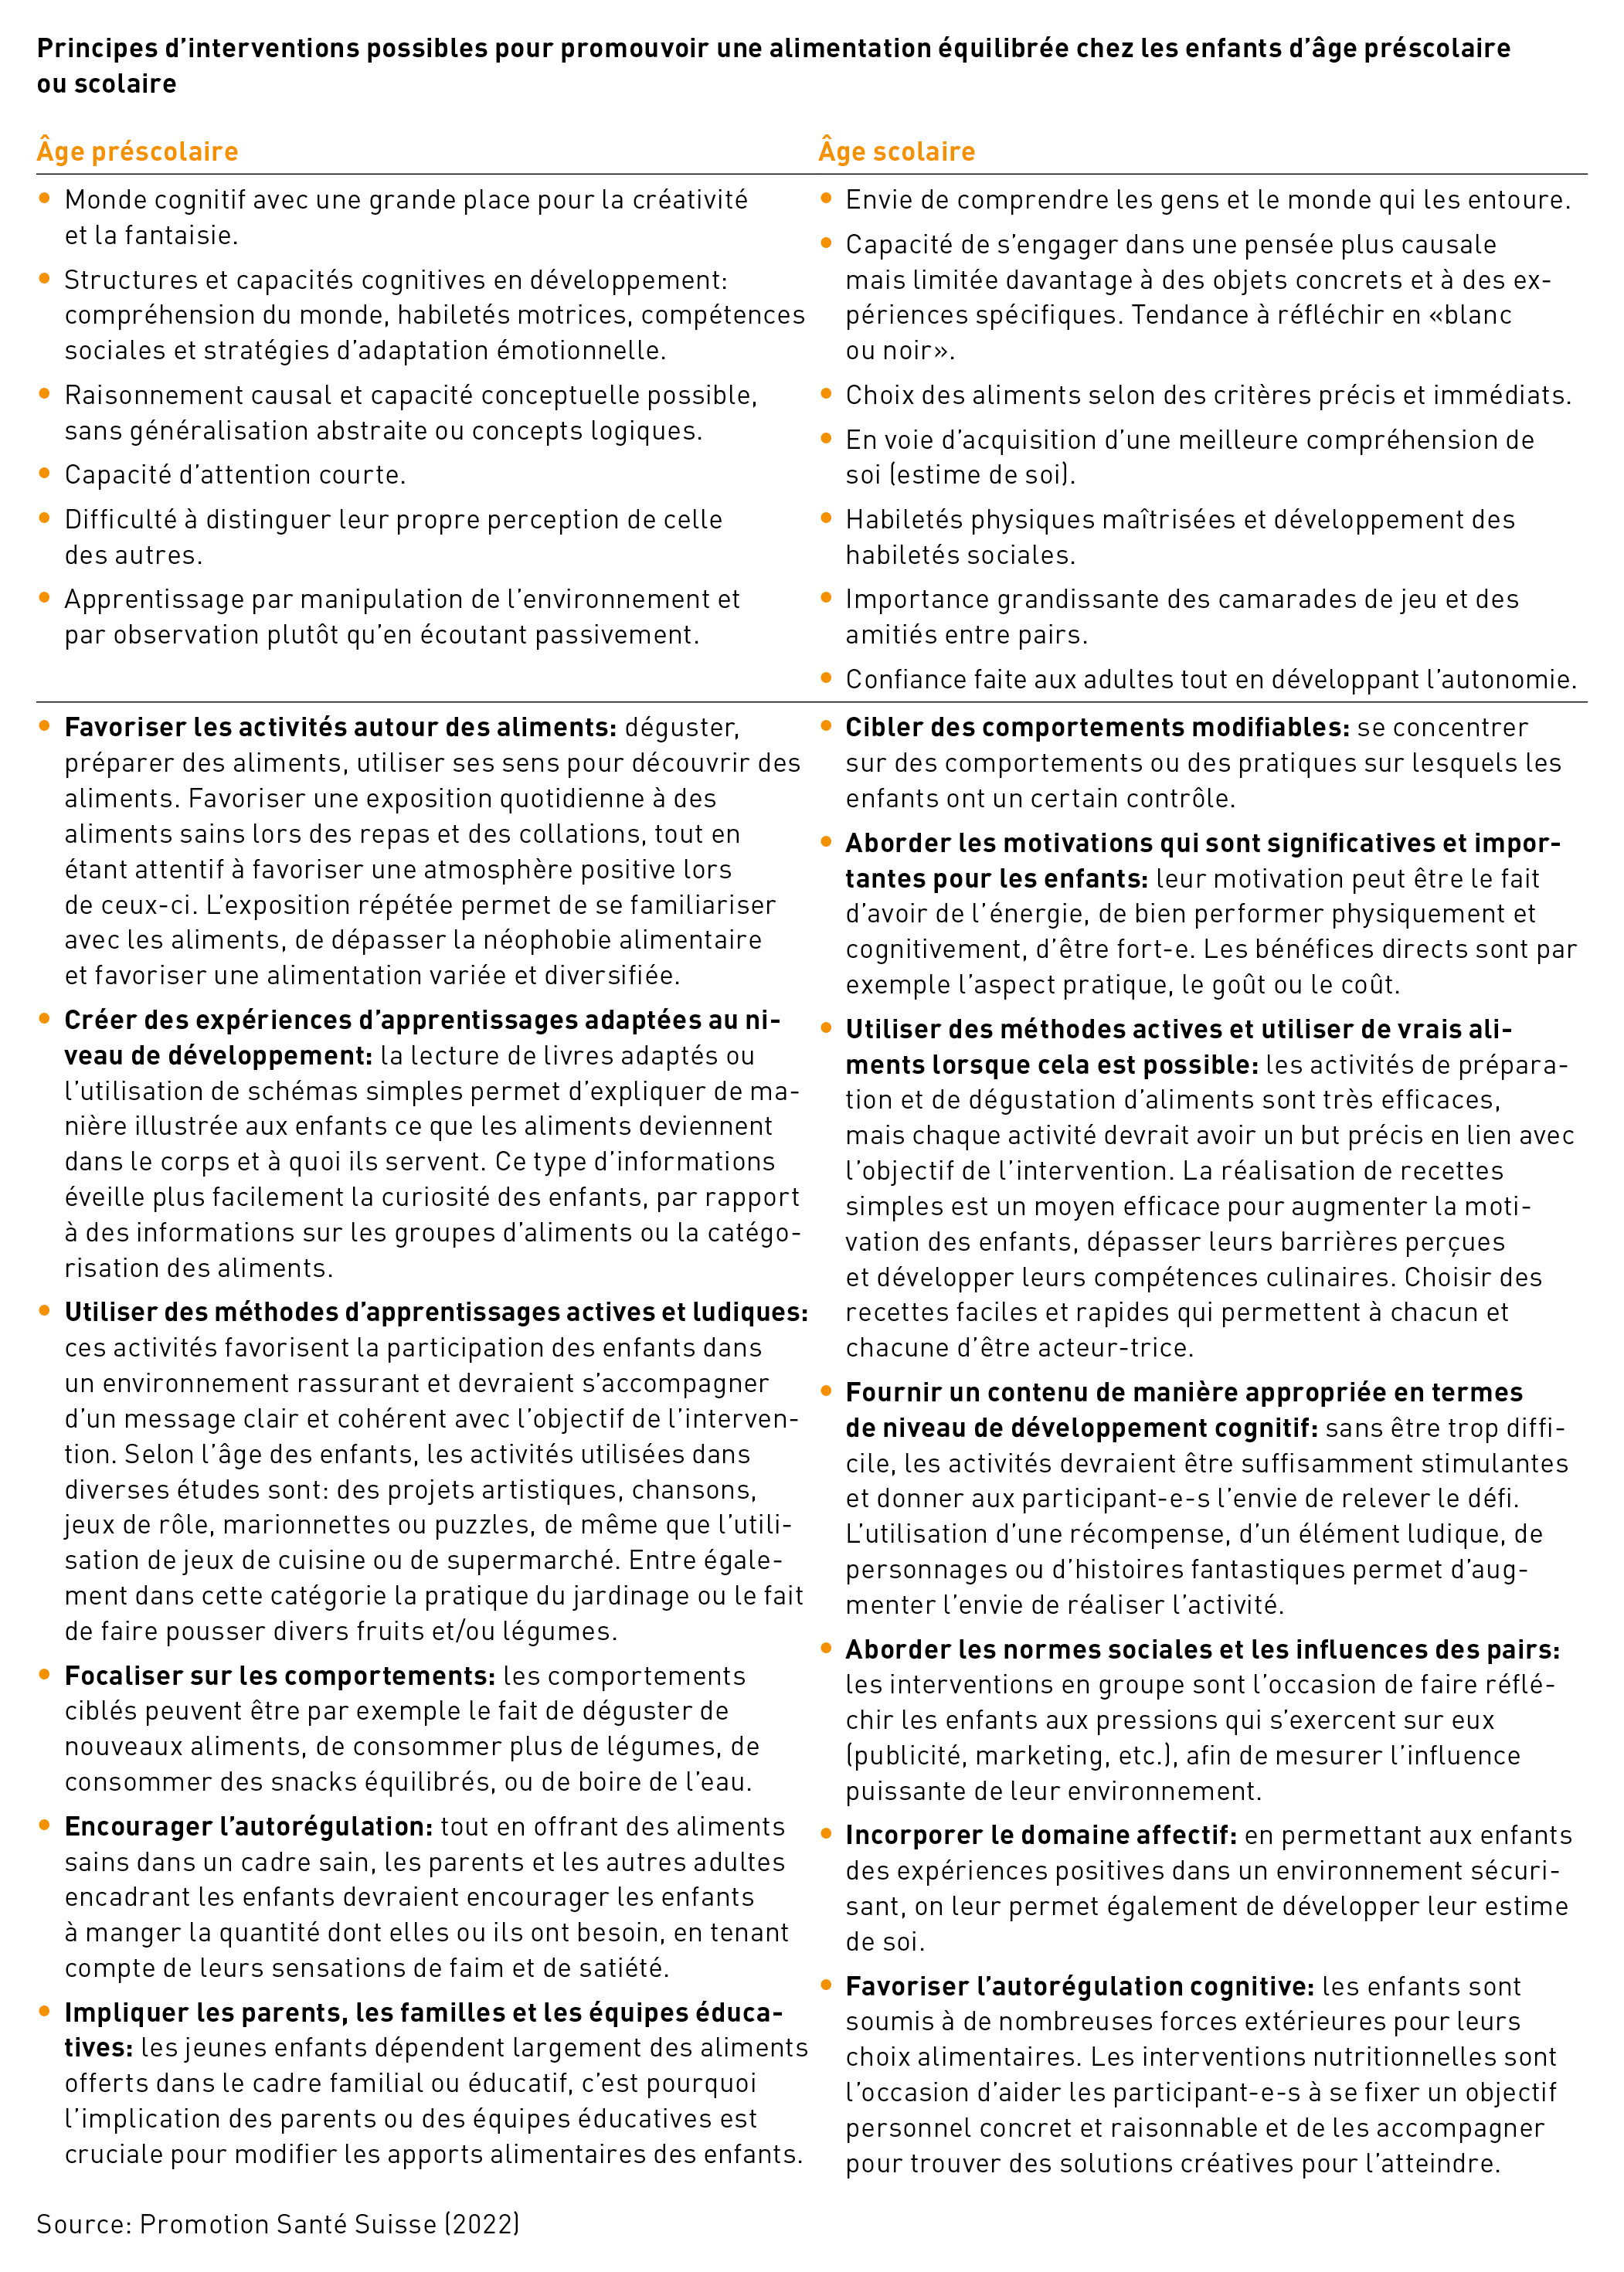 Principes d’interventions possibles pour promouvoir une alimentation équilibrée chez les enfants d’âge préscolaire
ou scolaire
Âge préscolaire
• Monde cognitif avec une grande place pour la créativité
et la fantaisie.
• Structures et capacités cognitives en développement:
compréhension du monde, habiletés motrices, compétences
sociales et stratégies d’adaptation émotionnelle.
• Raisonnement causal et capacité conceptuelle possible,
sans généralisation abstraite ou concepts logiques.
• Capacité d’attention courte.
• Difficulté à distinguer leur propre perception de celle
des autres.
• Apprentissage par manipulation de l’environnement et
par observation plutôt qu’en écoutant passivement.
Âge scolaire
• Envie de comprendre les gens et le monde qui les entoure.
• Capacité de s’engager dans une pensée plus causale
mais limitée davantage à des objets concrets et à des ex-
périences spécifiques. Tendance à réfléchir en «blanc
ou noir».
• Choix des aliments selon des critères précis et immédiats.
• En voie d’acquisition d’une meilleure compréhension de
soi (estime de soi).
• Habiletés physiques maîtrisées et développement des
habiletés sociales.
• Importance grandissante des camarades de jeu et des
amitiés entre pairs.
• Confiance faite aux adultes tout en développant l’autonomie.
• Favoriser les activités autour des aliments: déguster,
préparer des aliments, utiliser ses sens pour découvrir des
aliments. Favoriser une exposition quotidienne à des
aliments sains lors des repas et des collations, tout en
étant attentif à favoriser une atmosphère positive lors
de ceux-ci. L’exposition répétée permet de se familiariser
avec les aliments, de dépasser la néophobie alimentaire
et favoriser une alimentation variée et diversifiée.
• Créer des expériences d’apprentissages adaptées au ni-
veau de développement: la lecture de livres adaptés ou
l’utilisation de schémas simples permet d’expliquer de ma-
nière illustrée aux enfants ce que les aliments deviennent
dans le corps et à quoi ils servent. Ce type d’informations
éveille plus facilement la curiosité des enfants, par rapport
à des informations sur les groupes d’aliments ou la catégo-
risation des aliments.
• Utiliser des méthodes d’apprentissages actives et ludiques:
ces activités favorisent la participation des enfants dans
un environnement rassurant et devraient s’accompagner
d’un message clair et cohérent avec l’objectif de l’interven-
tion. Selon l’âge des enfants, les activités utilisées dans
diverses études sont: des projets artistiques, chansons,
jeux de rôle, marionnettes ou puzzles, de même que l’utili-
sation de jeux de cuisine ou de supermarché. Entre égale-
ment dans cette catégorie la pratique du jardinage ou le fait
de faire pousser divers fruits et/ou légumes.
• Focaliser sur les comportements: les comportements
ciblés peuvent être par exemple le fait de déguster de
nouveaux aliments, de consommer plus de légumes, de
consommer des snacks équilibrés, ou de boire de l’eau.
• Encourager l’autorégulation: tout en offrant des aliments
sains dans un cadre sain, les parents et les autres adultes
encadrant les enfants devraient encourager les enfants
à manger la quantité dont elles ou ils ont besoin, en tenant
compte de leurs sensations de faim et de satiété.
• Impliquer les parents, les familles et les équipes éduca-
tives: les jeunes enfants dépendent largement des aliments
offerts dans le cadre familial ou éducatif, c’est pourquoi
l’implication des parents ou des équipes éducatives est
cruciale pour modifier les apports alimentaires des enfants.
• Cibler des comportements modifiables: se concentrer
sur des comportements ou des pratiques sur lesquels les
enfants ont un certain contrôle.
• Aborder les motivations qui sont significatives et impor-
tantes pour les enfants: leur motivation peut être le fait
d’avoir de l’énergie, de bien performer physiquement et
cognitivement, d’être fort-e. Les bénéfices directs sont par
exemple l’aspect pratique, le goût ou le coût.
• Utiliser des méthodes actives et utiliser de vrais ali-
ments lorsque cela est possible: les activités de prépara-
tion et de dégustation d’aliments sont très efficaces,
mais chaque activité devrait avoir un but précis en lien avec
l’objectif de l’intervention. La réalisation de recettes
simples est un moyen efficace pour augmenter la moti-
vation des enfants, dépasser leurs barrières perçues
et développer leurs compétences culinaires. Choisir des
recettes faciles et rapides qui permettent à chacun et
chacune d’être acteur-trice.
• Fournir un contenu de manière appropriée en termes
de niveau de développement cognitif: sans être trop diffi-
cile, les activités devraient être suffisamment stimulantes
et donner aux participant-e-s l’envie de relever le défi.
L’utilisation d’une récompense, d’un élément ludique, de
personnages ou d’histoires fantastiques permet d’aug-
menter l’envie de réaliser l’activité.
• Aborder les normes sociales et les influences des pairs:
les interventions en groupe sont l’occasion de faire réflé-
chir les enfants aux pressions qui s’exercent sur eux
(publicité, marketing, etc.), afin de mesurer l’influence
puissante de leur environnement.
• Incorporer le domaine affectif: en permettant aux enfants
des expériences positives dans un environnement sécuri-
sant, on leur permet également de développer leur estime
de soi.
• Favoriser l’autorégulation cognitive: les enfants sont
soumis à de nombreuses forces extérieures pour leurs
choix alimentaires. Les interventions nutritionnelles sont
l’occasion d’aider les participant-e-s à se fixer un objectif
personnel concret et raisonnable et de les accompagner
pour trouver des solutions créatives pour l’atteindre.
Source: Promotion Santé Suisse (2022)